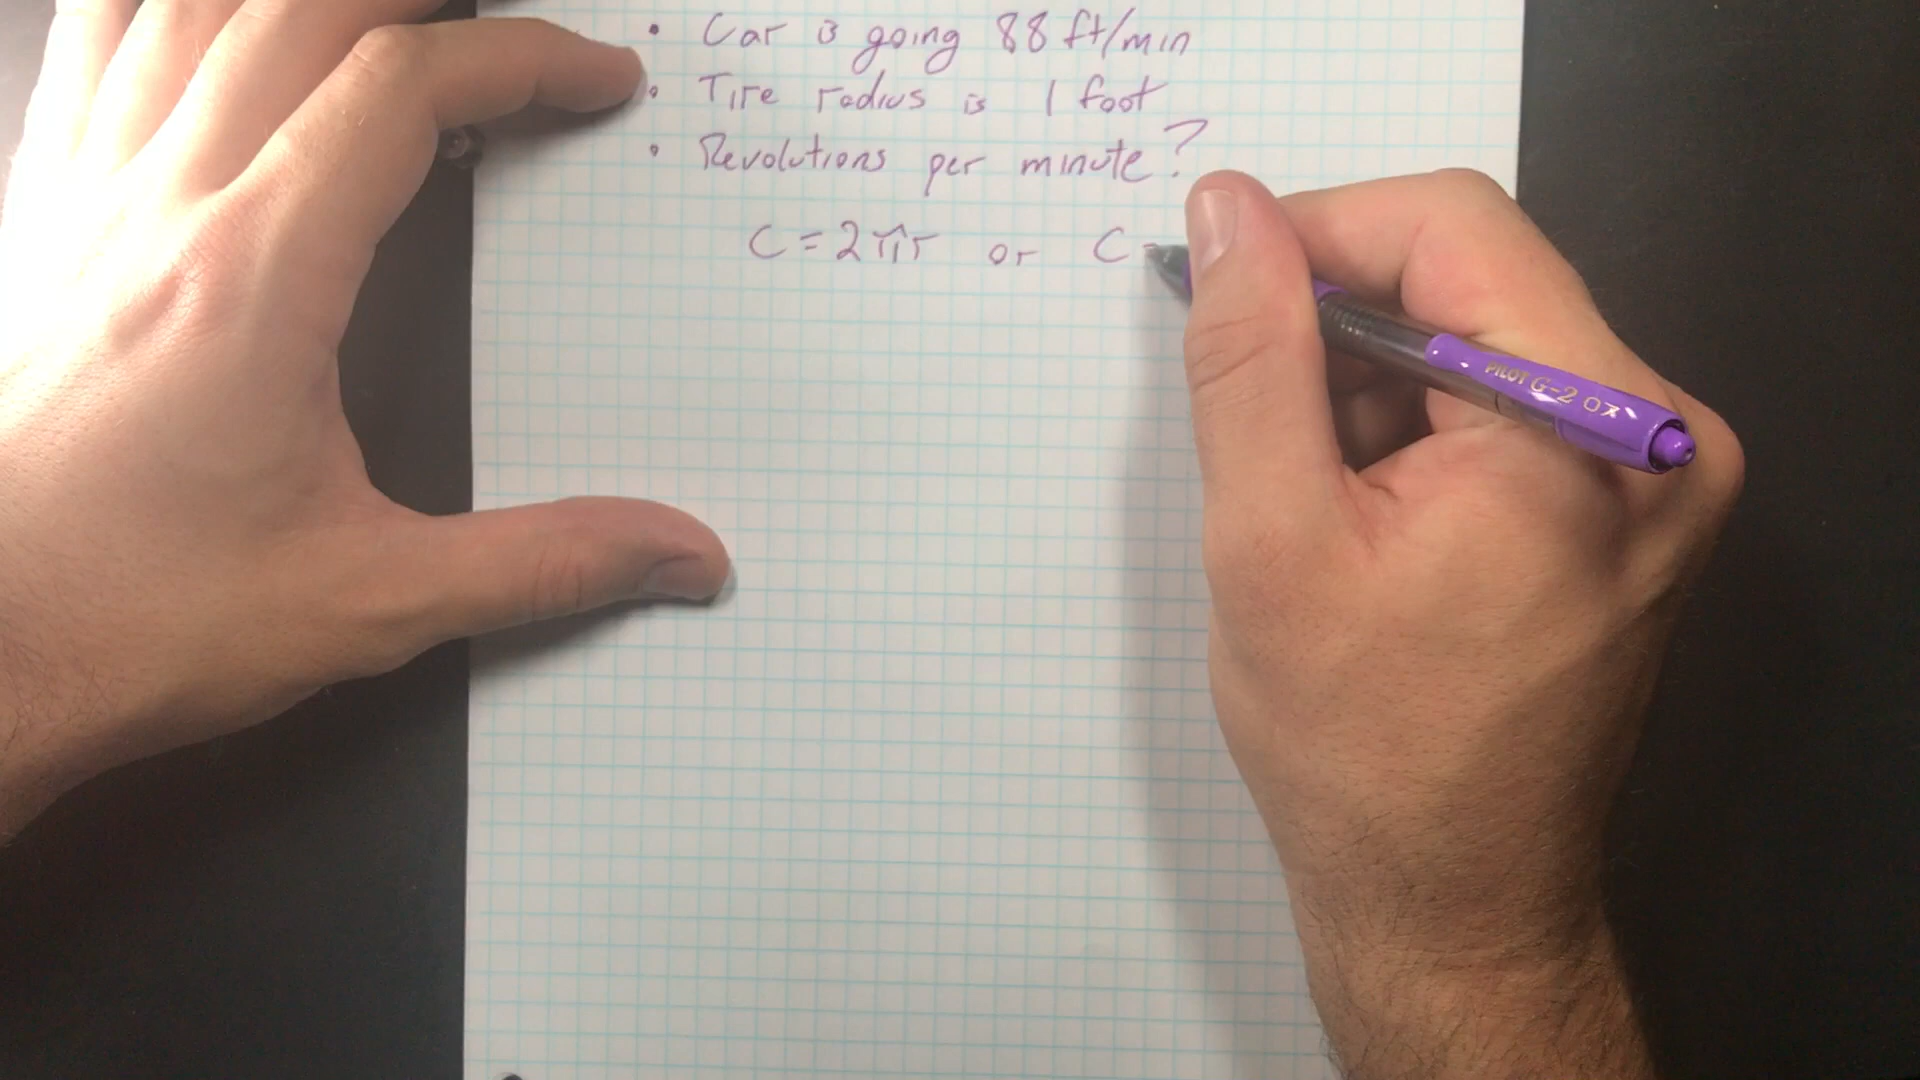 • Car is going 88 ft/min
• Tire radius is 1 foot
• Revolutions per minute?
C = 2πr or C =
PILOT G-2 07